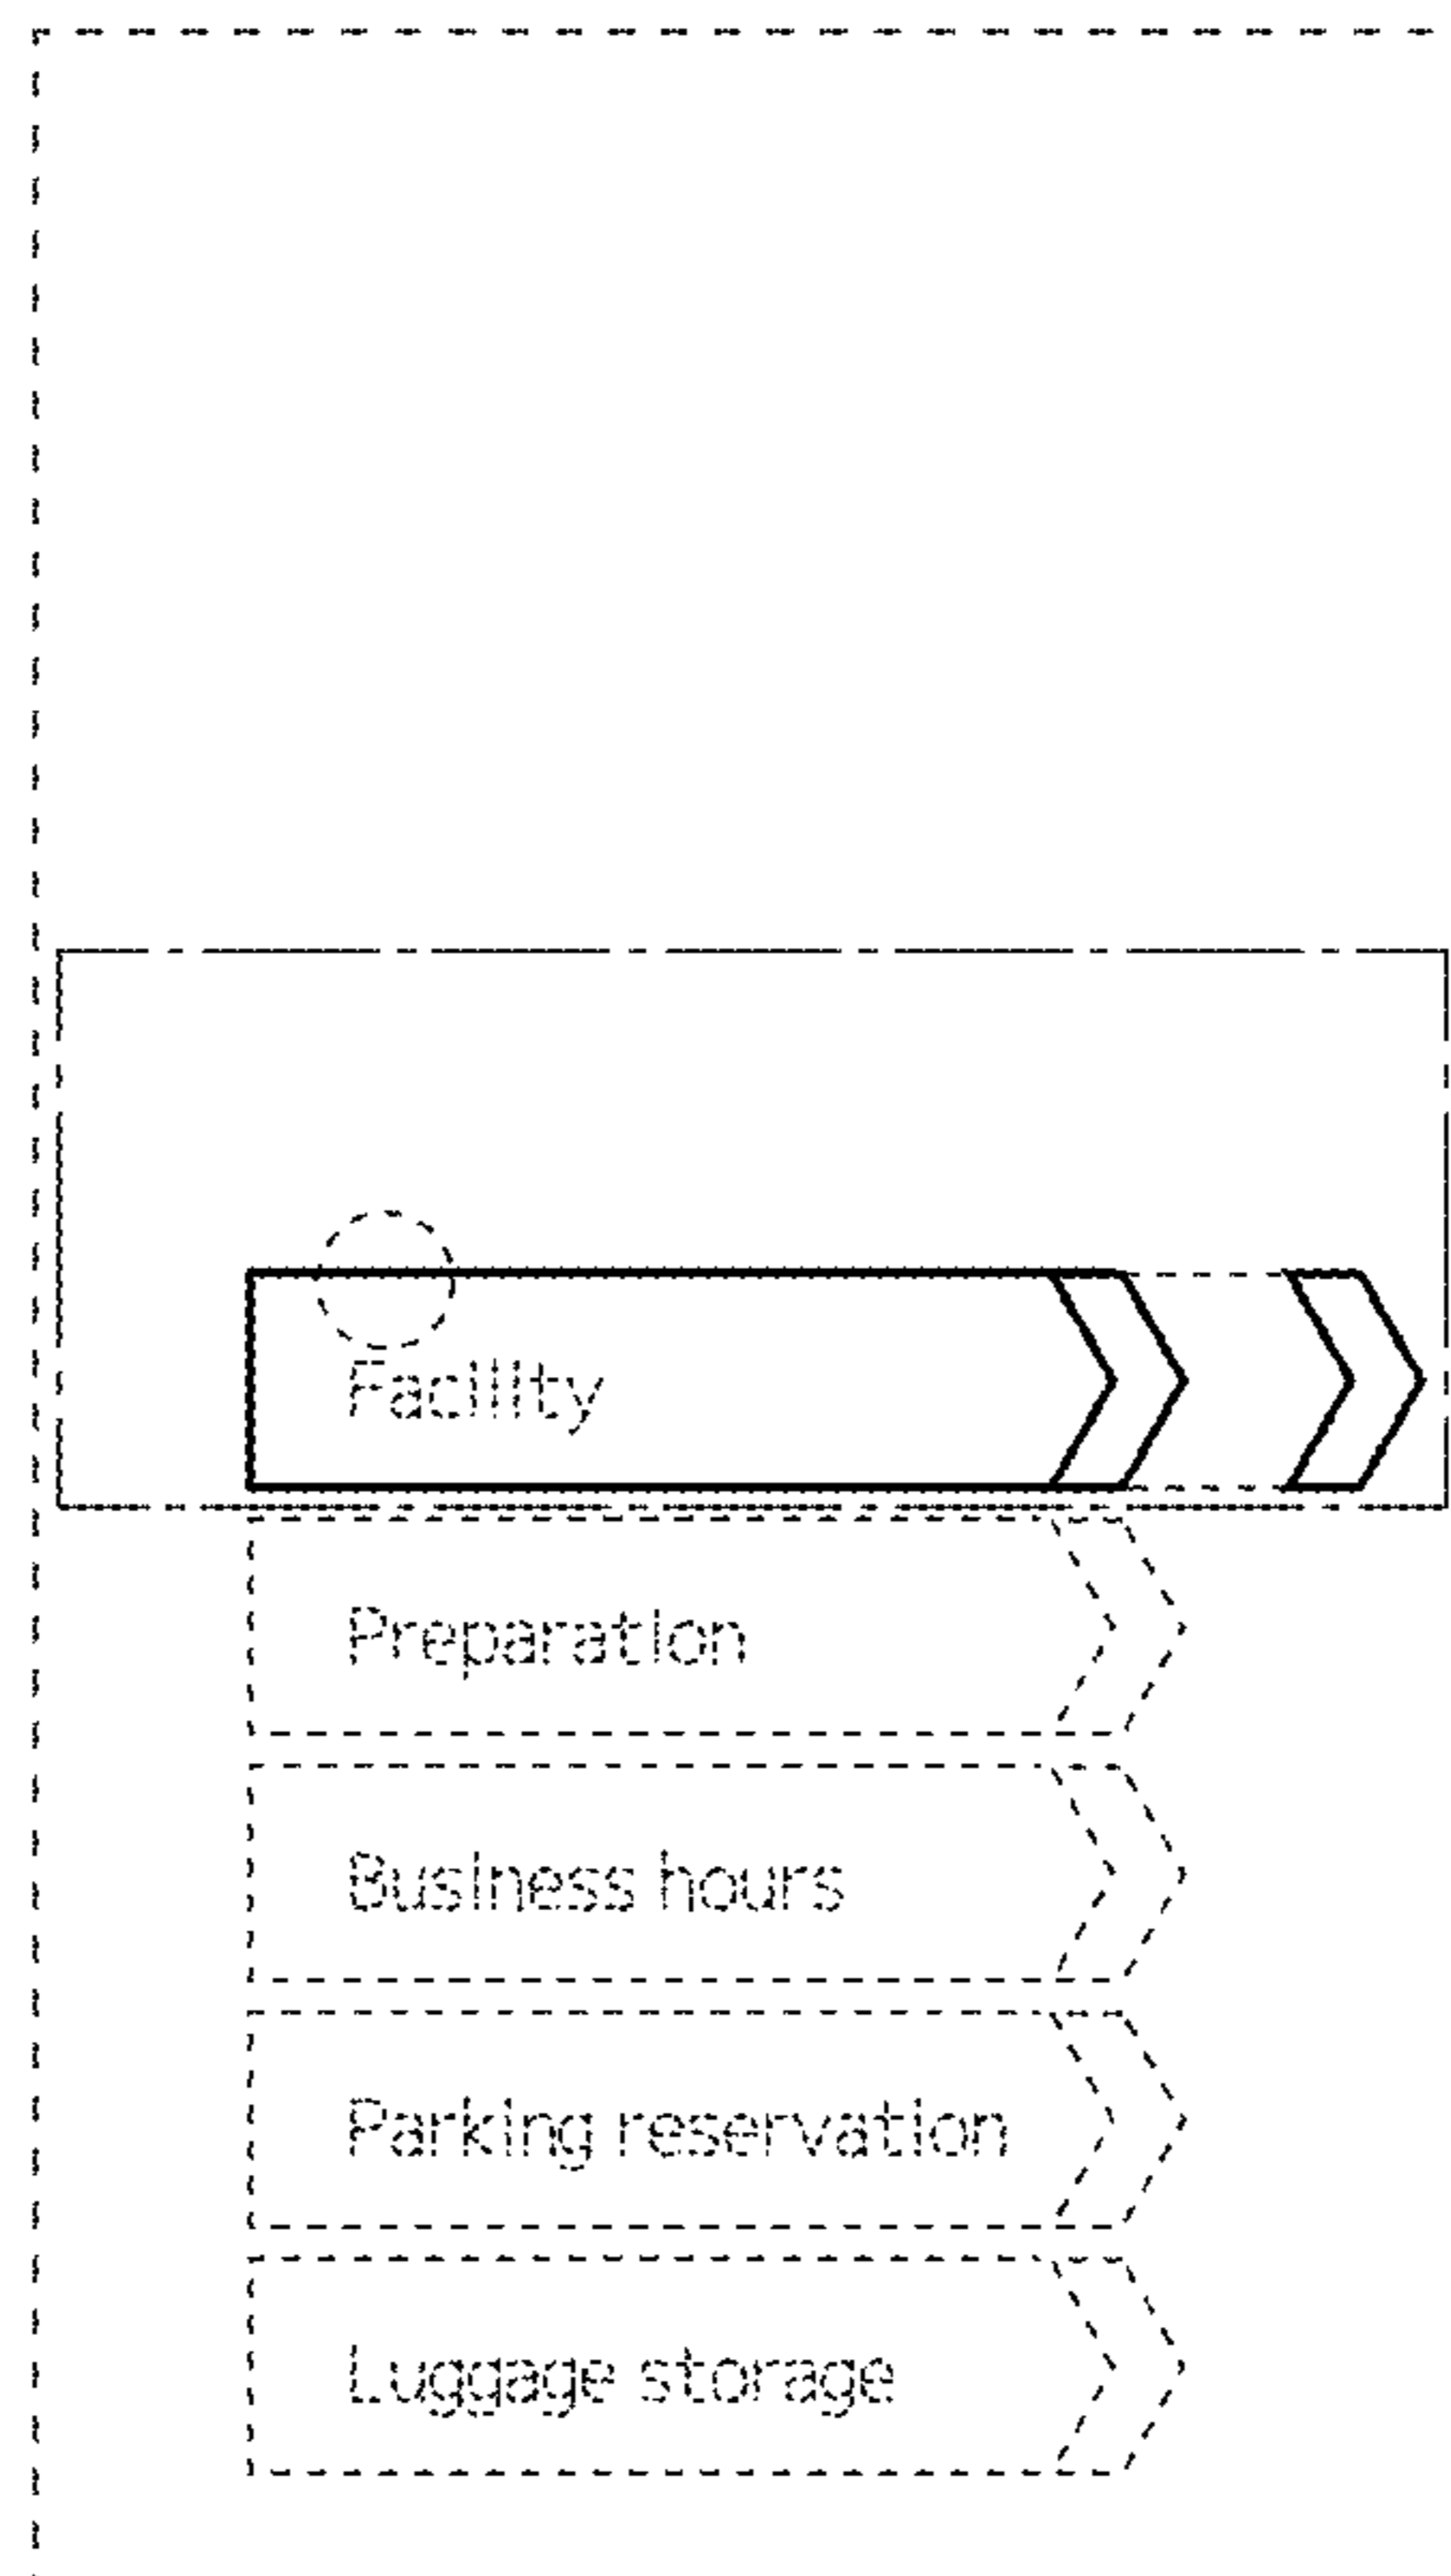 Facility
Preparation
Business hours
Parking reservation
Luggage storage